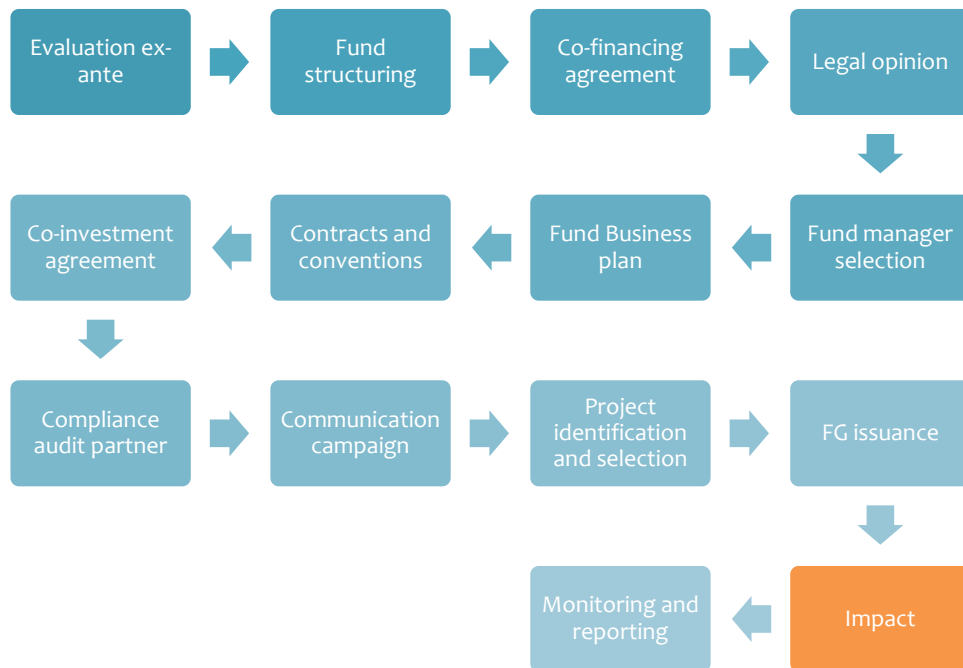 Evaluation ex-
ante
Fund
structuring
Co-financing
agreement
Legal opinion
Fund manager
selection
Fund Business
plan
Contracts and
conventions
Co-investment
agreement
Compliance
audit partner
Communication
campaign
Project
identification
and selection
FG issuance
Impact
Monitoring and
reporting